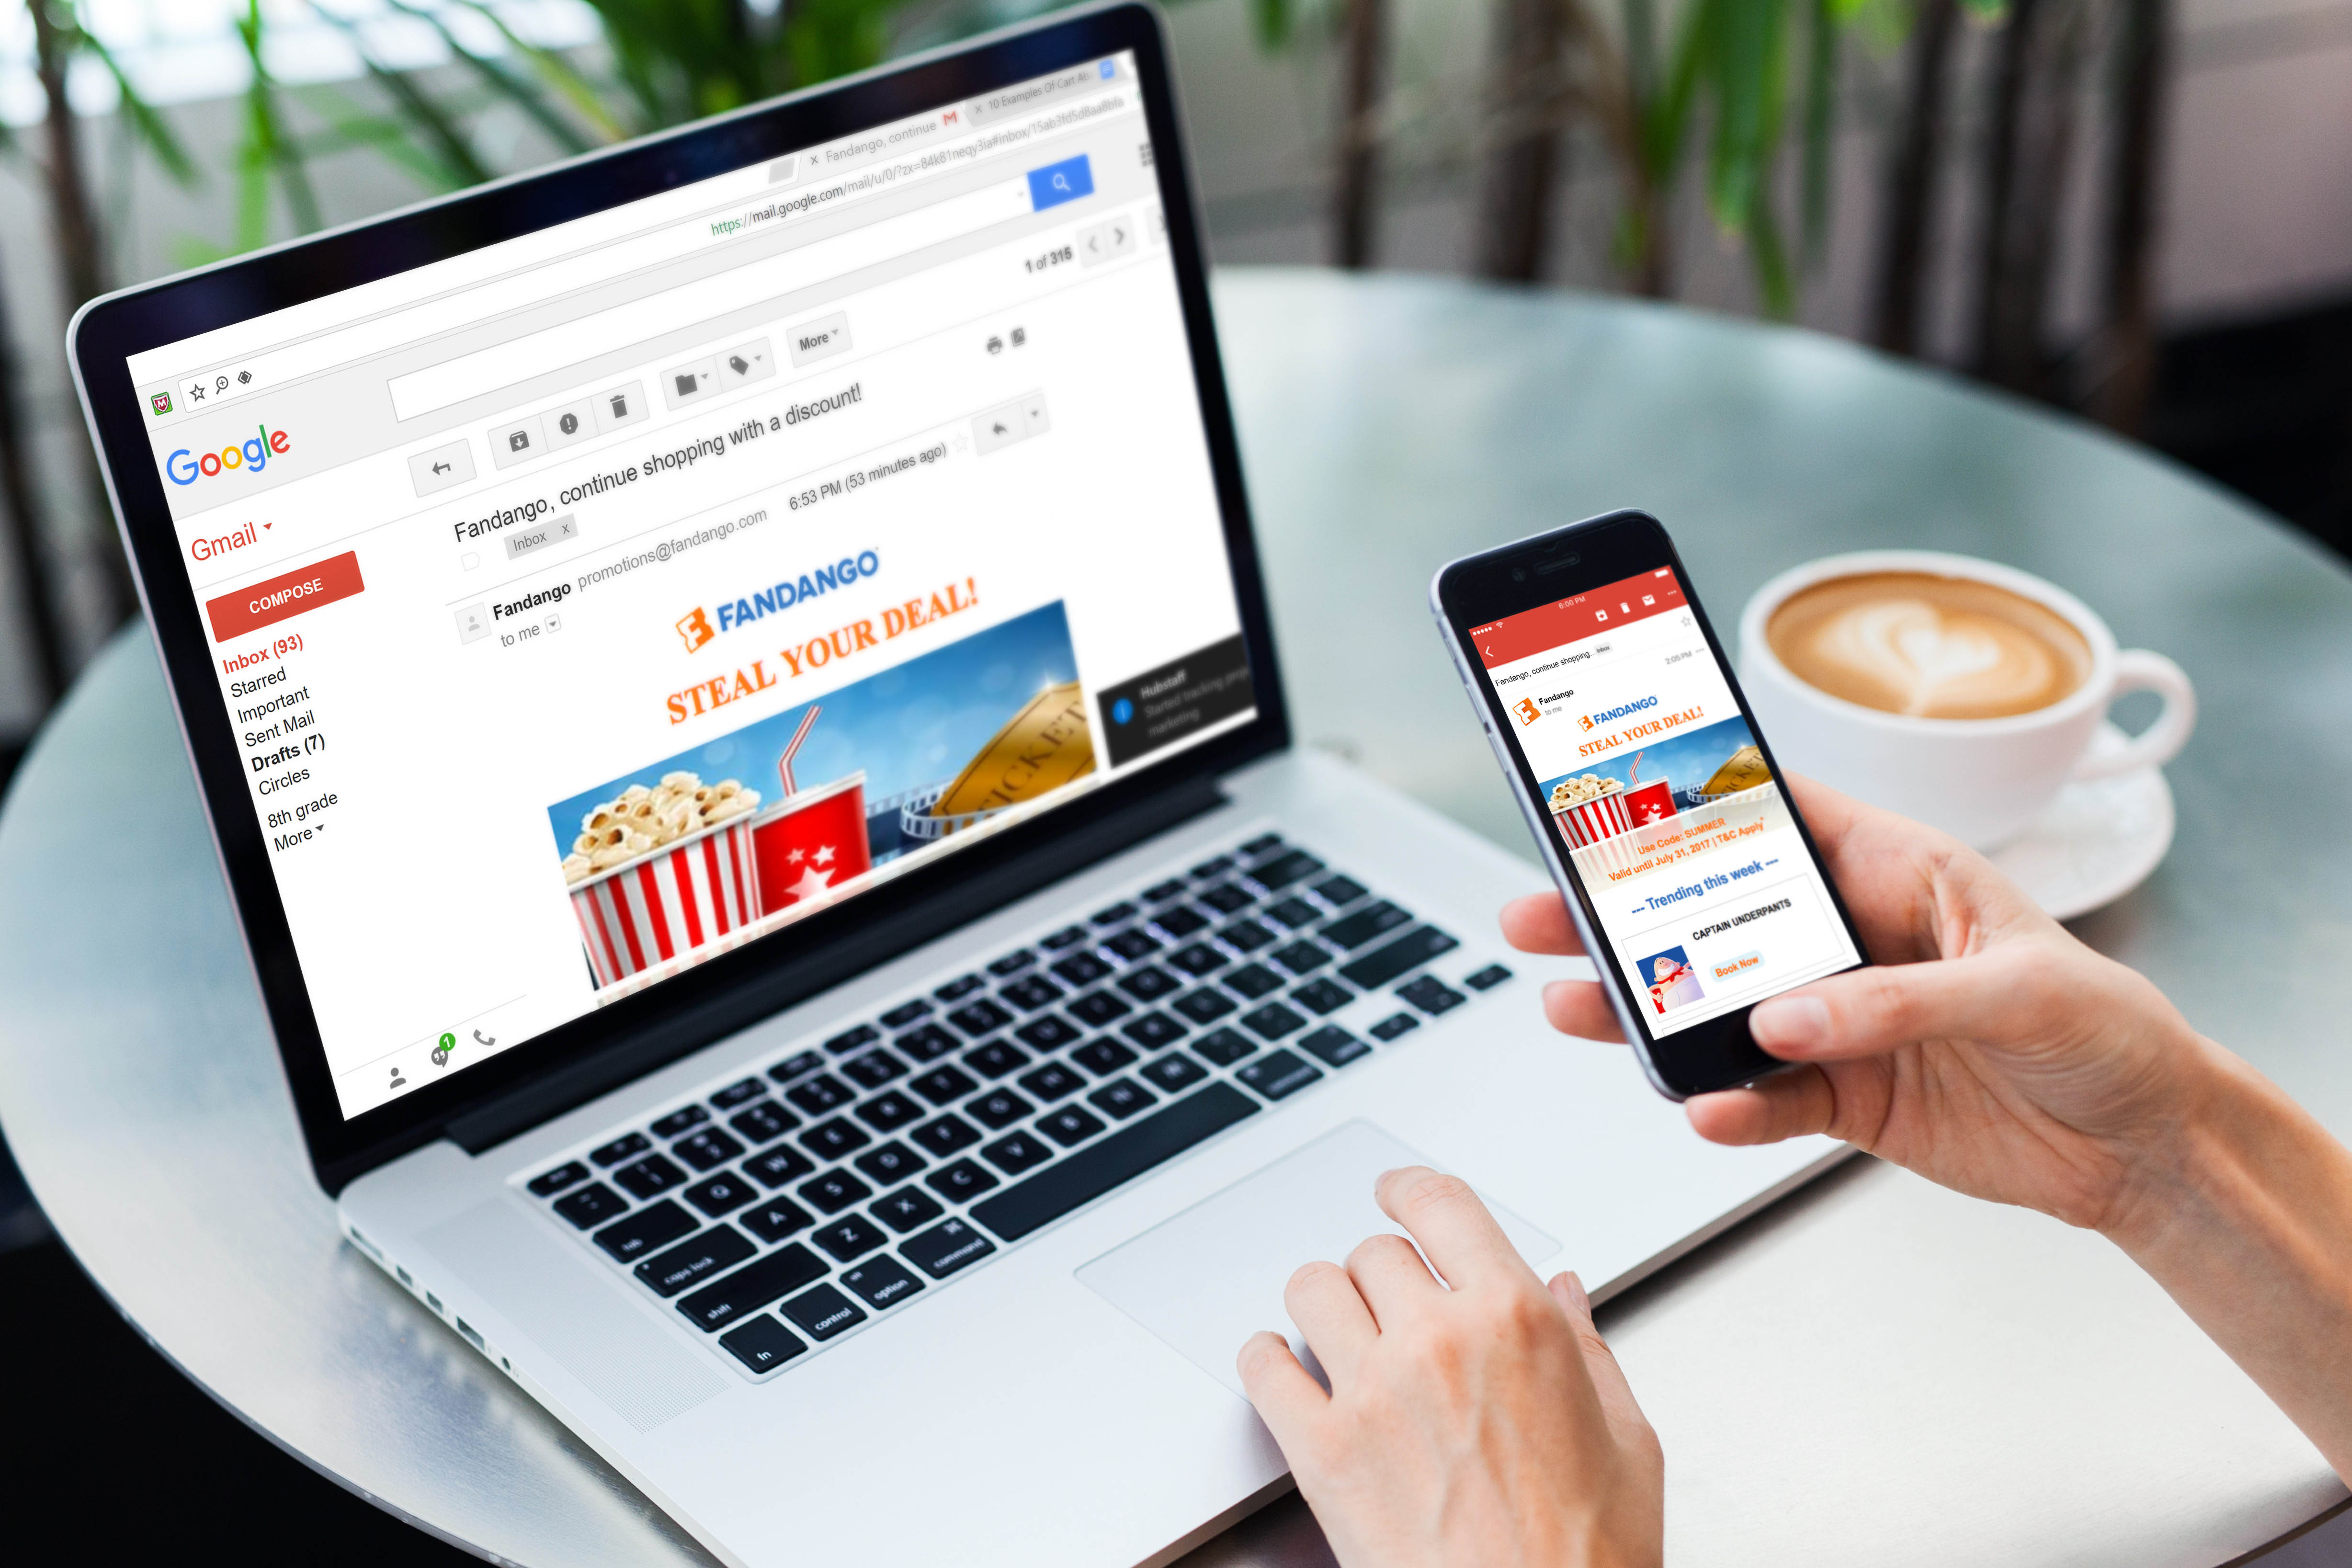 Fandango, continue
10 Examples Of Cart Ab
https://mail.google.com/mail/u/0/?zx=84k81neqy3ia#inbox/15ab3fd5d8aa8bfa
Google
Gmail
More
1 of 315
COMPOSE
Inbox (93)
Starred
Important
Sent Mail
Drafts (7)
Circles
8th grade
More
1
Fandango, continue shopping with a discount!
Inbox x
Fandango promotions@fandango.com
6:53 PM (53 minutes ago)
to me
FANDANGO
STEAL YOUR DEAL!
TICKET
Hubstaff
Started tracking
marketing
6:00 PM
Fandango, continue shopping... Inbox
2:05 PM
Fandango
to me
FANDANGO
STEAL YOUR DEAL!
TICKET
Use Code: SUMMER
Valid until July 31, 2017 | T&C Apply*
--- Trending this week ---
CAPTAIN UNDERPANTS
Book Now
Q W E
A S D
Z X C V B
tab
caps lock
shift
fn
control
alt
option
⌘
command